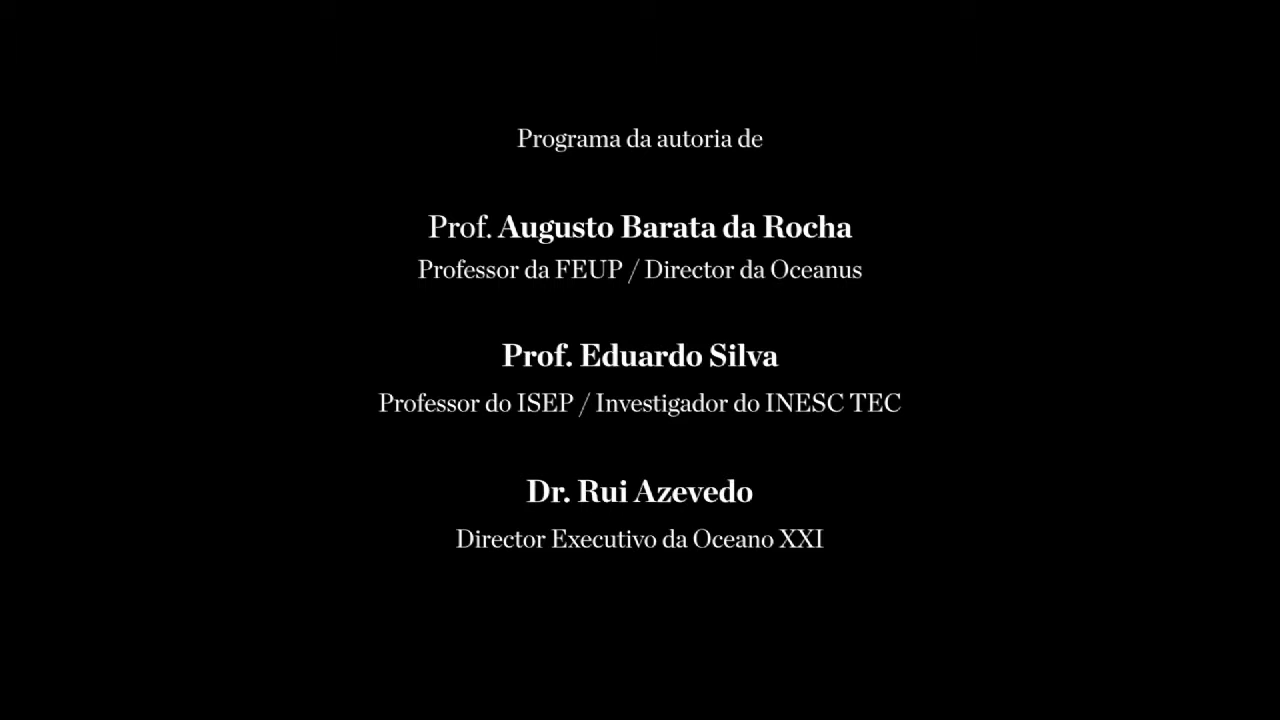 Programa da autoria de
Prof. Augusto Barata da Rocha
Professor da FEUP / Director da Oceanus
Prof. Eduardo Silva
Professor do ISEP / Investigador do INESC TEC
Dr. Rui Azevedo
Director Executivo da Oceano XXI